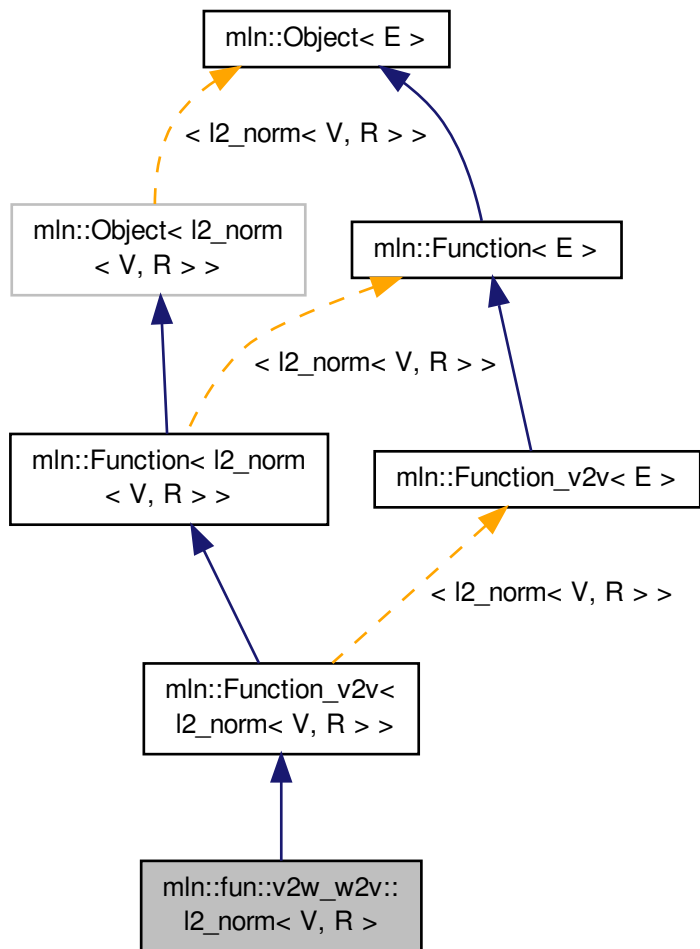 mln::Object< E >
< l2_norm< V, R > >
mln::Object< l2_norm
< V, R > >
mln::Function< E >
< l2_norm< V, R > >
mln::Function< l2_norm
< V, R > >
mln::Function_v2v< E >
< l2_norm< V, R > >
mln::Function_v2v<
l2_norm< V, R > >
mln::fun::v2w_w2v::
l2_norm< V, R >